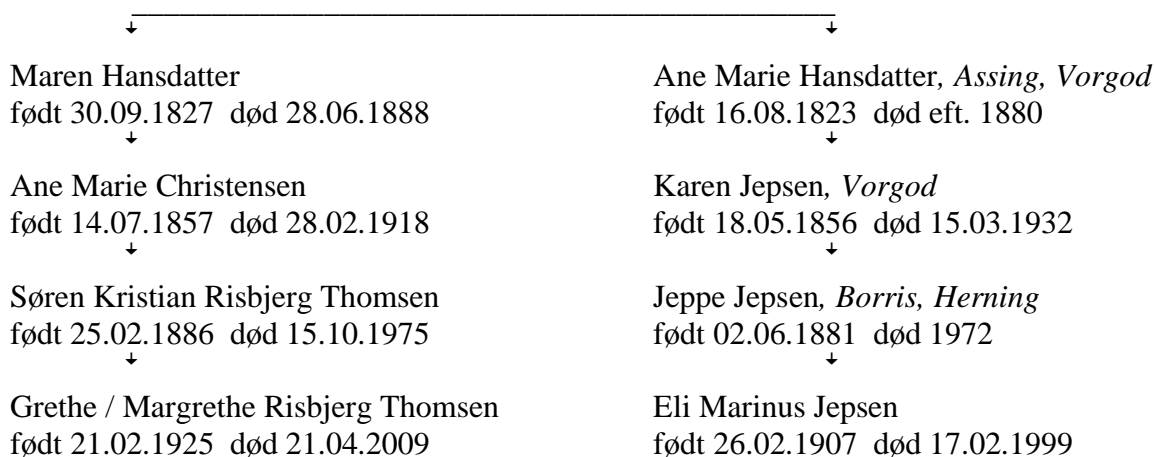 Maren Hansdatter
født 30.09.1827 død 28.06.1888
Ane Marie Christensen
født 14.07.1857 død 28.02.1918
Søren Kristian Risbjerg Thomsen
født 25.02.1886 død 15.10.1975
Grethe / Margrethe Risbjerg Thomsen
født 21.02.1925 død 21.04.2009
Ane Marie Hansdatter, Assing, Vorgod
født 16.08.1823 død eft. 1880
Karen Jepsen, Vorgod
født 18.05.1856 død 15.03.1932
Jeppe Jepsen, Borris, Herning
født 02.06.1881 død 1972
Eli Marinus Jepsen
født 26.02.1907 død 17.02.1999